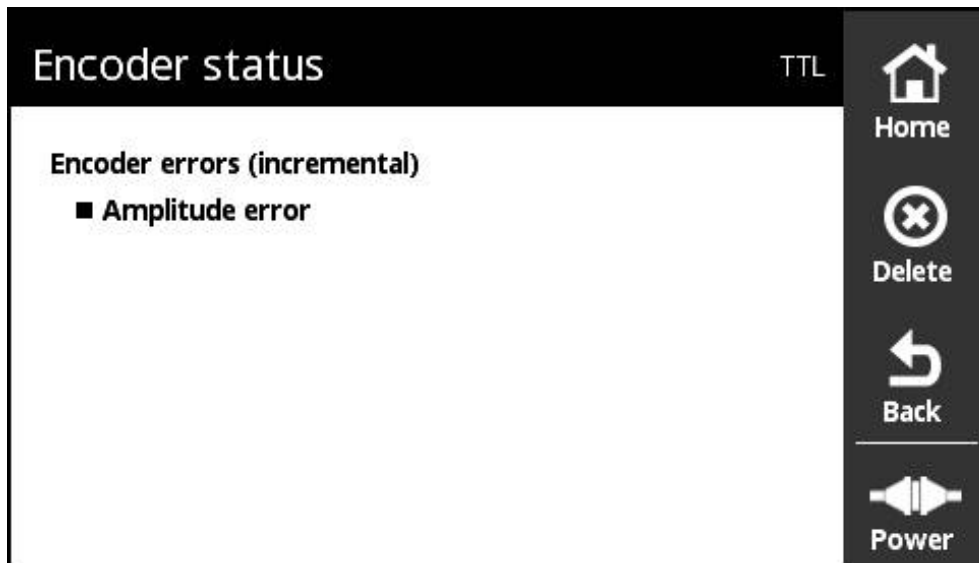 Encoder status
TTL
Encoder errors (incremental)
■ Amplitude error
Home
Delete
Back
Power